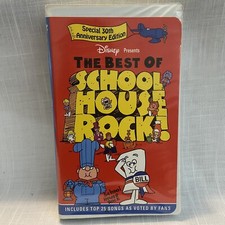 Special 30th
Anniversary Edition
Disney Presents
THE BEST OF
SCHOOL
HOUSE
ROCK!
BILL
INCLUDES TOP 25 SONGS AS VOTED BY FANS